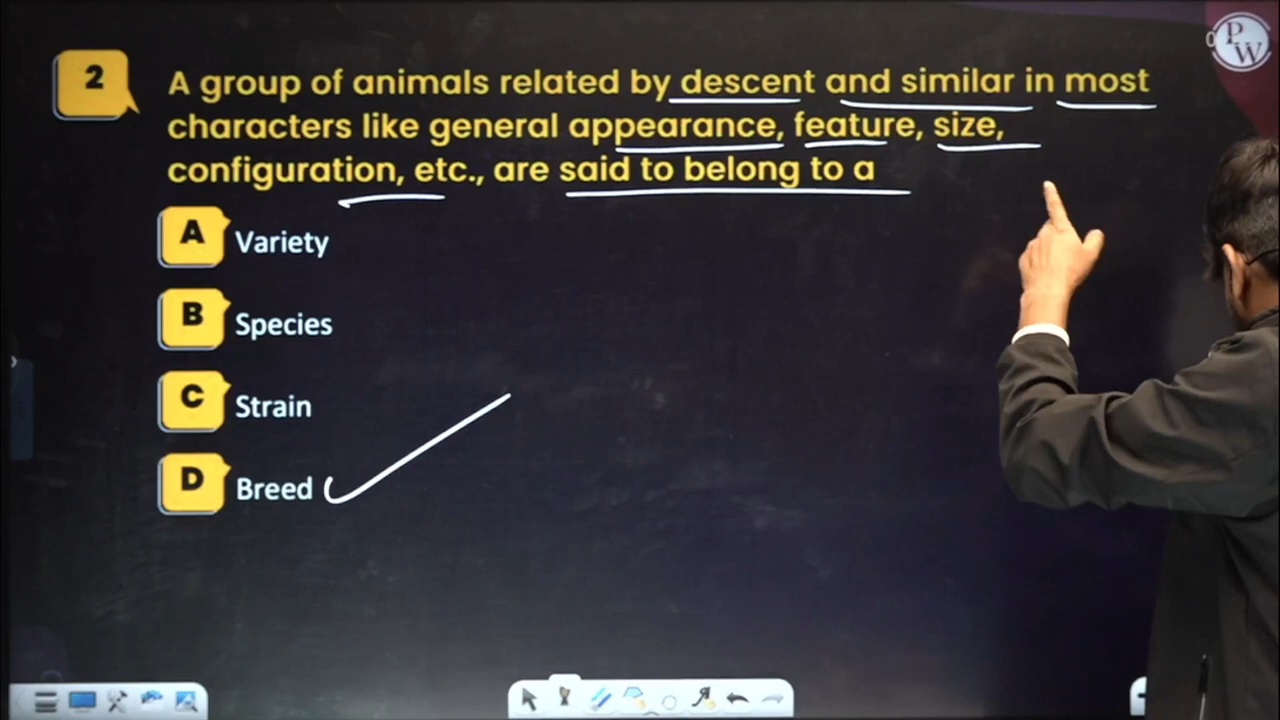 2
A group of animals related by descent and similar in most
characters like general appearance, feature, size,
configuration, etc., are said to belong to a
A Variety
B Species
C Strain
D Breed
PW